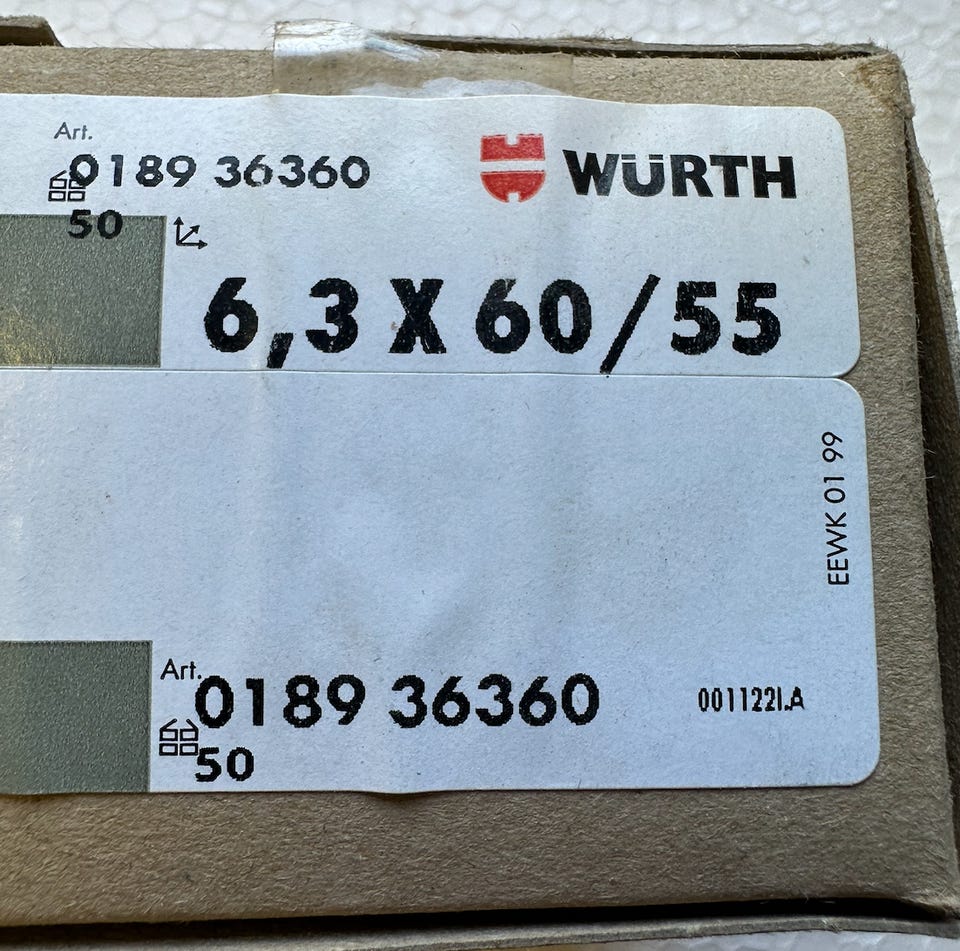 Art.
0189 36360
WÜRTH
50
6,3 X 60/55
EEWK 01 99
Art.
0189 36360
001122I.A
50